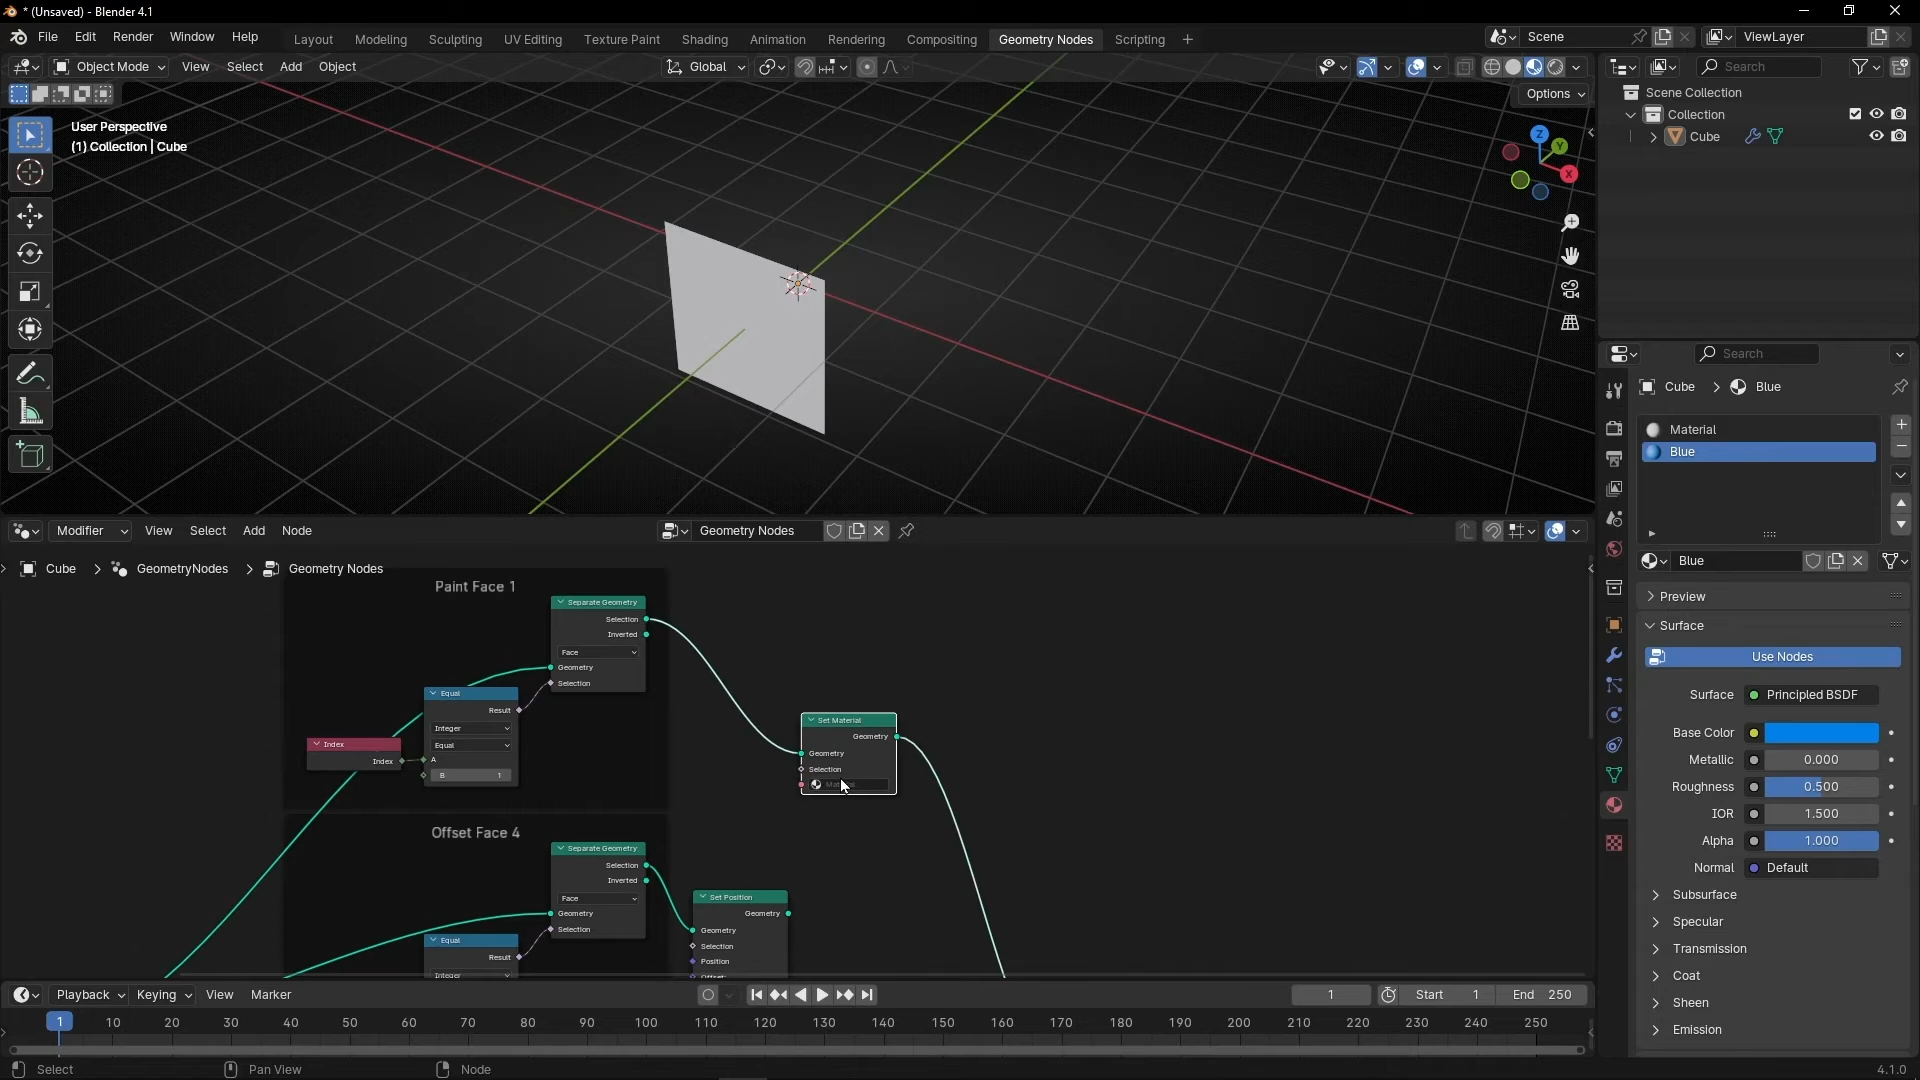 * (Unsaved) - Blender 4.1
File Edit Render Window Help Layout Modeling Sculpting UV Editing Texture Paint Shading Animation Rendering Compositing Geometry Nodes Scripting + Scene ViewLayer
Object Mode View Select Add Object Global Search
Options
User Perspective
(1) Collection | Cube
Z
Y
X
Scene Collection
Collection
Cube
Search
Cube > Blue
Material
Blue
Blue
Preview
Surface
Use Nodes
Surface Principled BSDF
Base Color
Metallic 0.000
Roughness 0.500
IOR 1.500
Alpha 1.000
Normal Default
Subsurface
Specular
Transmission
Coat
Sheen
Emission
Modifier View Select Add Node Geometry Nodes
Cube > GeometryNodes > Geometry Nodes
Paint Face 1
Separate Geometry
Selection
Inverted
Face
Geometry
Selection
Equal
Result
Integer
Equal
A
B 1
Index
Index
Set Material
Geometry
Geometry
Selection
Offset Face 4
Separate Geometry
Selection
Inverted
Face
Geometry
Selection
Equal
Result
Integer
Set Position
Geometry
Geometry
Selection
Position
Offset:
Playback Keying View Marker 1 Start 1 End 250
1 10 20 30 40 50 60 70 80 90 100 110 120 130 140 150 160 170 180 190 200 210 220 230 240 250
Select Pan View Node 4.1.0